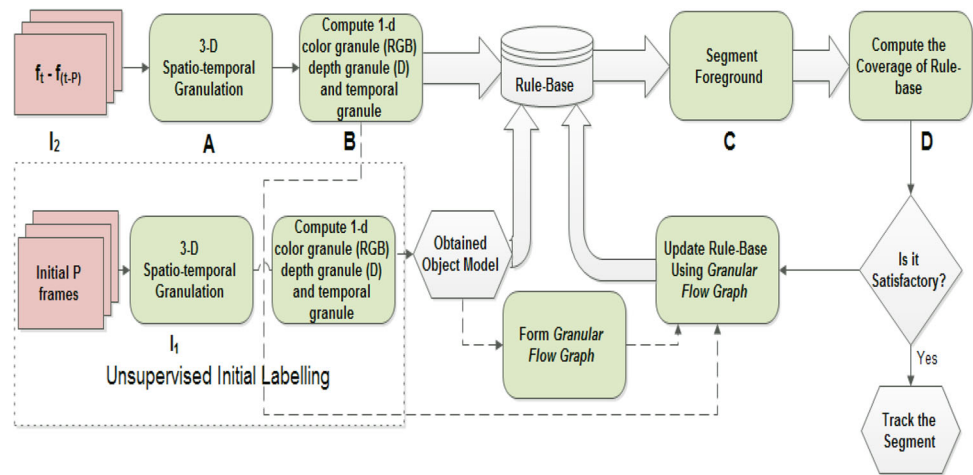 f_t - f_(t-P)
3-D
Spatio-temporal
Granulation
Compute 1-d
color granule (RGB)
depth granule (D)
and temporal
granule
Rule-Base
Segment
Foreground
Compute the
Coverage of Rule-
base
I_2
A
B
C
D
Initial P
frames
3-D
Spatio-temporal
Granulation
Compute 1-d
color granule (RGB)
depth granule (D)
and temporal
granule
Obtained
Object Model
Update Rule-Base
Using Granular
Flow Graph
Is it
Satisfactory?
I_1
Unsupervised Initial Labelling
Form Granular
Flow Graph
Yes
Track the
Segment